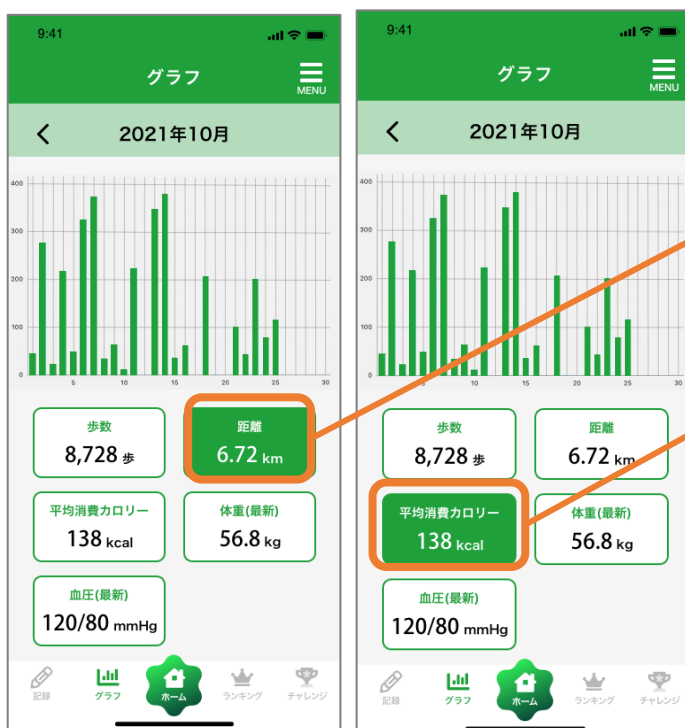 9:41
グラフ
MENU
2021年10月
400
300
200
100
0
5 10 15 20 25 30
歩数
8,728 歩
距離
6.72 km
平均消費カロリー
138 kcal
体重(最新)
56.8 kg
血圧(最新)
120/80 mmHg
記録 グラフ ホーム ランキング チャレンジ
9:41
グラフ
MENU
2021年10月
400
300
200
100
0
5 10 15 20 25 30
歩数
8,728 歩
距離
6.72 km
平均消費カロリー
138 kcal
体重(最新)
56.8 kg
血圧(最新)
120/80 mmHg
記録 グラフ ホーム ランキング チャレンジ